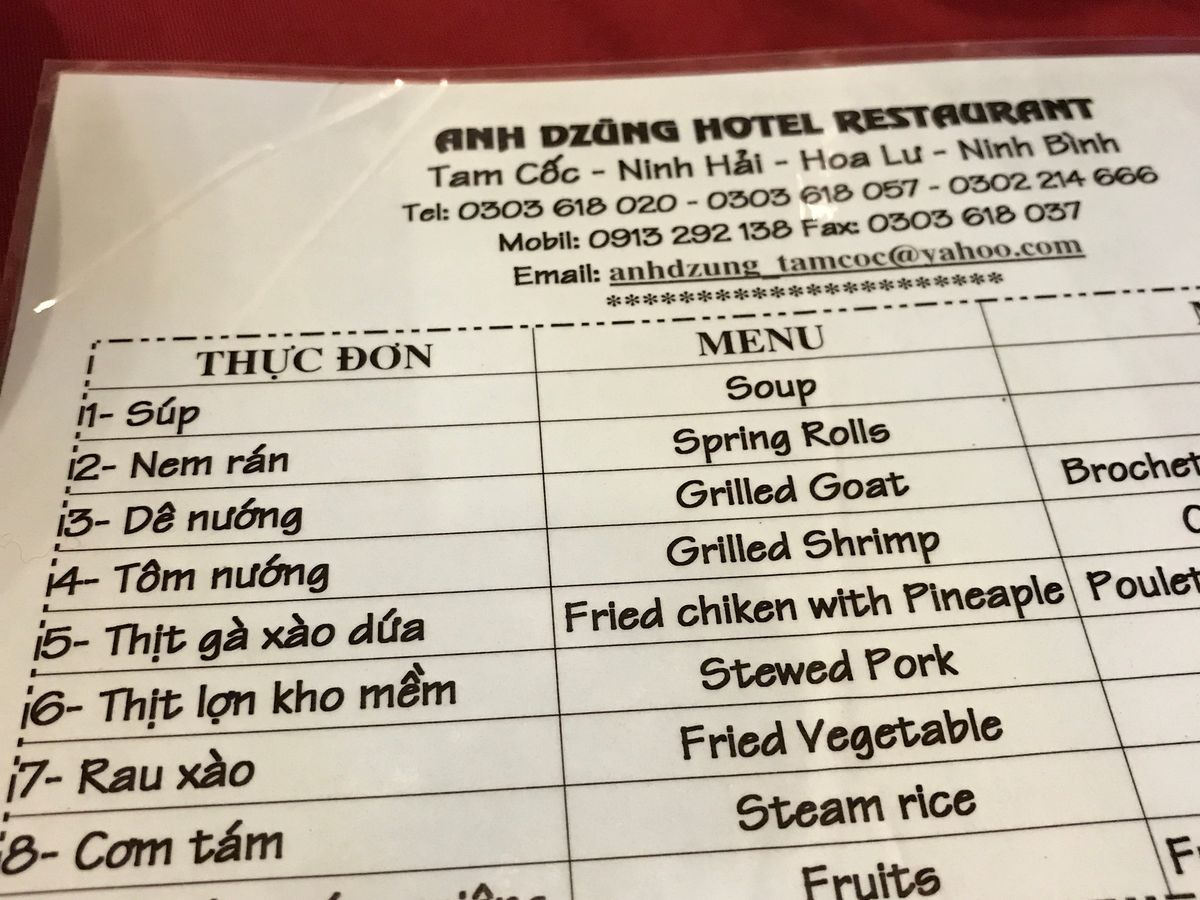 ANH DZŨNG HOTEL RESTAURANT
Tam Cốc - Ninh Hải - Hoa Lư - Ninh Bình
Tel: 0303 618 020 - 0303 618 057 - 0302 214 666
Mobil: 0913 292 138 Fax: 0303 618 037
Email: anhdzung_tamcoc@yahoo.com
**********************
THỰC ĐƠN MENU
1- Súp Soup
2- Nem rán Spring Rolls
3- Dê nướng Grilled Goat
4- Tôm nướng Grilled Shrimp
5- Thịt gà xào dứa Fried chiken with Pineaple Poulet
6- Thịt lợn kho mềm Stewed Pork
7- Rau xào Fried Vegetable
8- Cơm tám Steam rice
Fruits